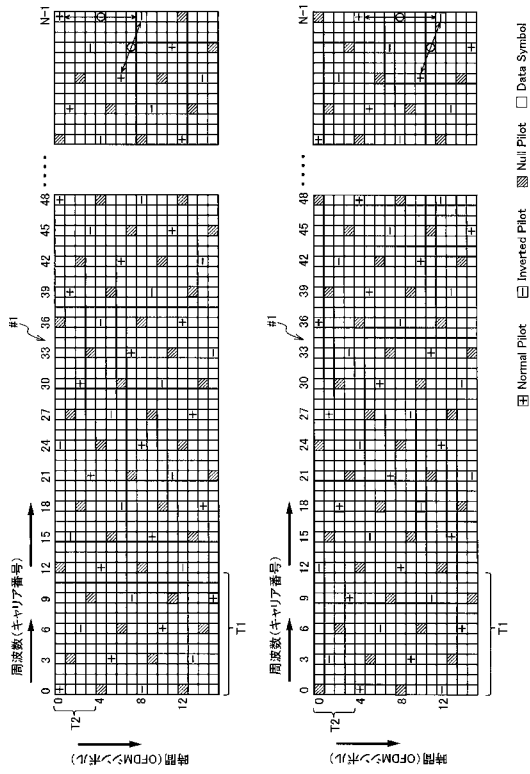 #1
周波数(キャリア番号)
0 3 6 9 12 15 18 21 24 27 30 33 36 39 42 45 48 N-1
0
4
8
12
T2
T1
時間(OFDMシンボル)
#1
周波数(キャリア番号)
0 3 6 9 12 15 18 21 24 27 30 33 36 39 42 45 48 N-1
0
4
8
12
T2
T1
時間(OFDMシンボル)
Normal Pilot
Inverted Pilot
Null Pilot
Data Symbol